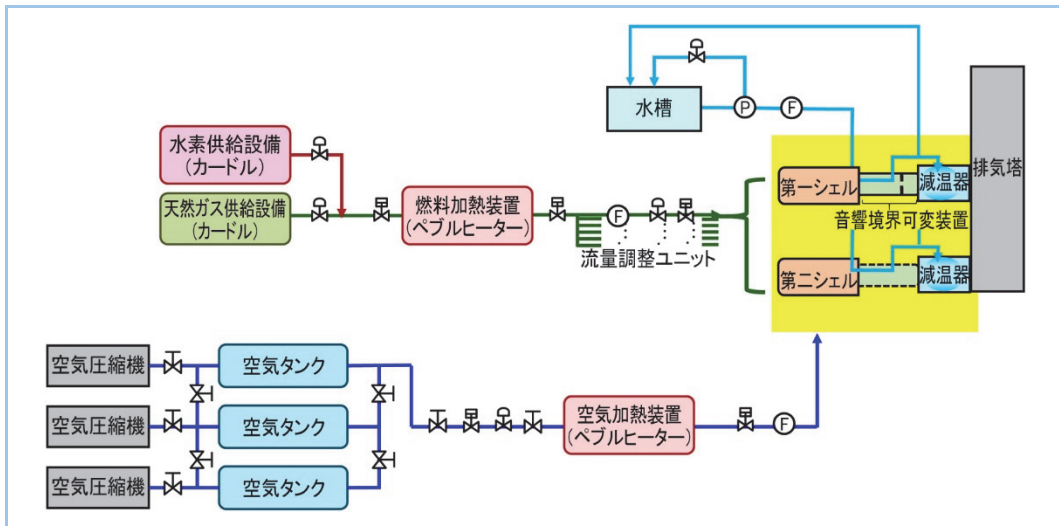 水槽
P
F
水素供給設備
(カードル)
天然ガス供給設備
(カードル)
燃料加熱装置
(ペブルヒーター)
F
流量調整ユニット
第一シェル
減温器
音響境界可変装置
第二シェル
減温器
排気塔
空気圧縮機
空気タンク
空気圧縮機
空気タンク
空気圧縮機
空気タンク
空気加熱装置
(ペブルヒーター)
F